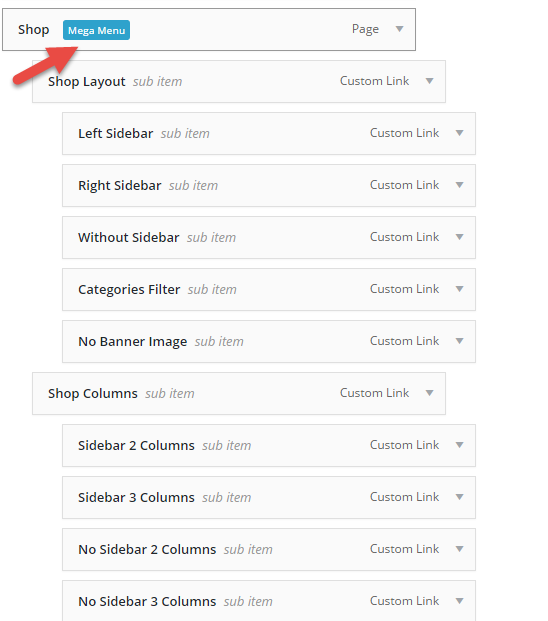 Shop Mega Menu Page
Shop Layout sub item Custom Link
Left Sidebar sub item Custom Link
Right Sidebar sub item Custom Link
Without Sidebar sub item Custom Link
Categories Filter sub item Custom Link
No Banner Image sub item Custom Link
Shop Columns sub item Custom Link
Sidebar 2 Columns sub item Custom Link
Sidebar 3 Columns sub item Custom Link
No Sidebar 2 Columns sub item Custom Link
No Sidebar 3 Columns sub item Custom Link